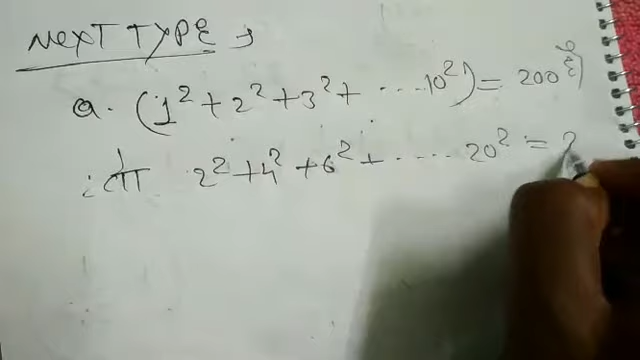 NEXT TYPE
Q. (1² + 2² + 3² + ....10²) = 200
2² + 4² + 6² + .... 20² = ?